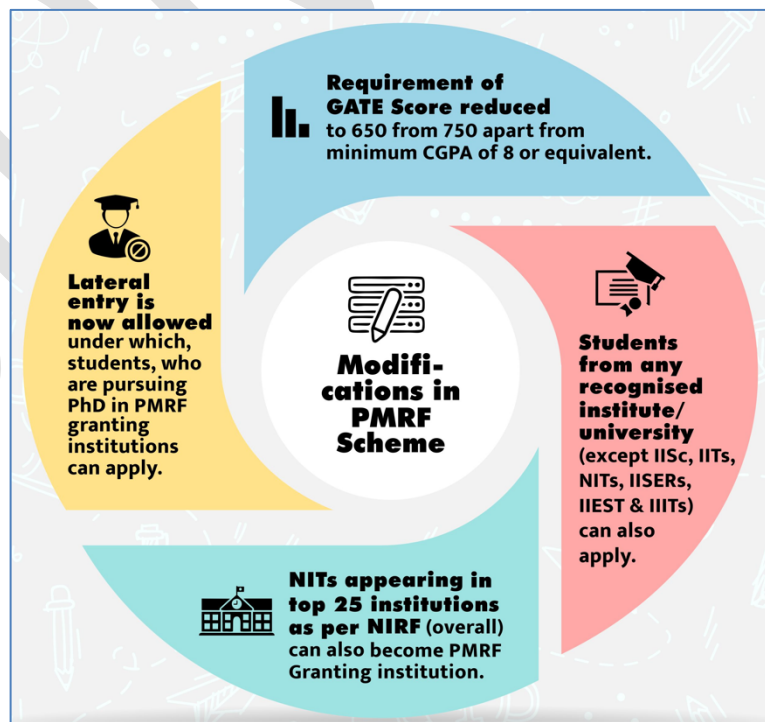 Requirement of
GATE Score reduced
to 650 from 750 apart from
minimum CGPA of 8 or equivalent.
Lateral
entry is
now allowed
under which,
students, who
are pursuing
PhD in PMRF
granting
institutions
can apply.
Modifi-
cations in
PMRF
Scheme
Students
from any
recognised
institute/
university
(except IISc, IITs,
NITs, IISERs,
IIEST & IIITs)
can also
apply.
NITs appearing in
top 25 institutions
as per NIRF (overall)
can also become PMRF
Granting institution.